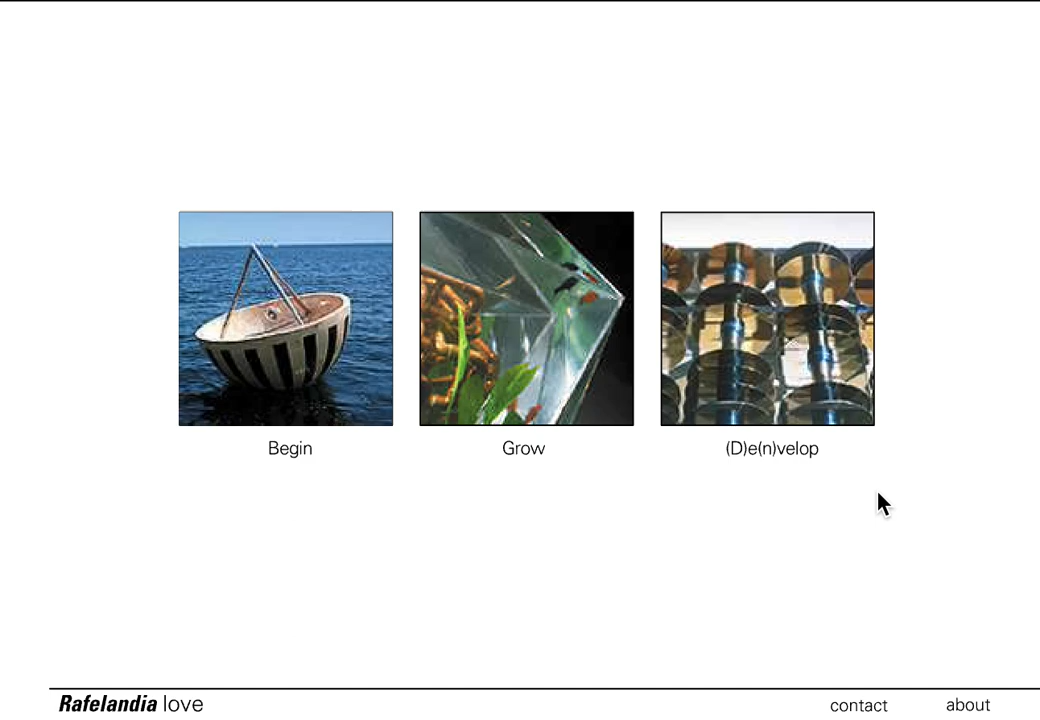 Begin
Grow
(D)e(n)velop
Rafelandia love
contact
about